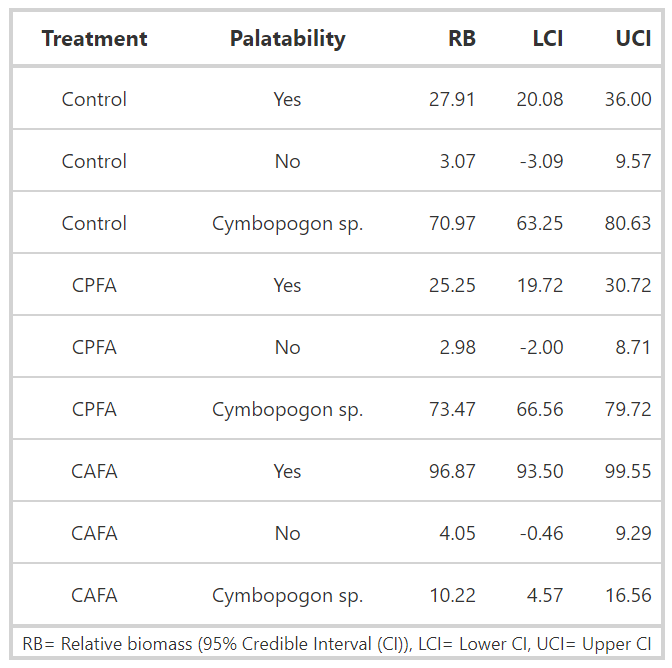 Treatment Palatability RB LCI UCI
Control Yes 27.91 20.08 36.00
Control No 3.07 -3.09 9.57
Control Cymbopogon sp. 70.97 63.25 80.63
CPFA Yes 25.25 19.72 30.72
CPFA No 2.98 -2.00 8.71
CPFA Cymbopogon sp. 73.47 66.56 79.72
CAFA Yes 96.87 93.50 99.55
CAFA No 4.05 -0.46 9.29
CAFA Cymbopogon sp. 10.22 4.57 16.56
RB= Relative biomass (95% Credible Interval (CI)), LCI= Lower CI, UCI= Upper CI